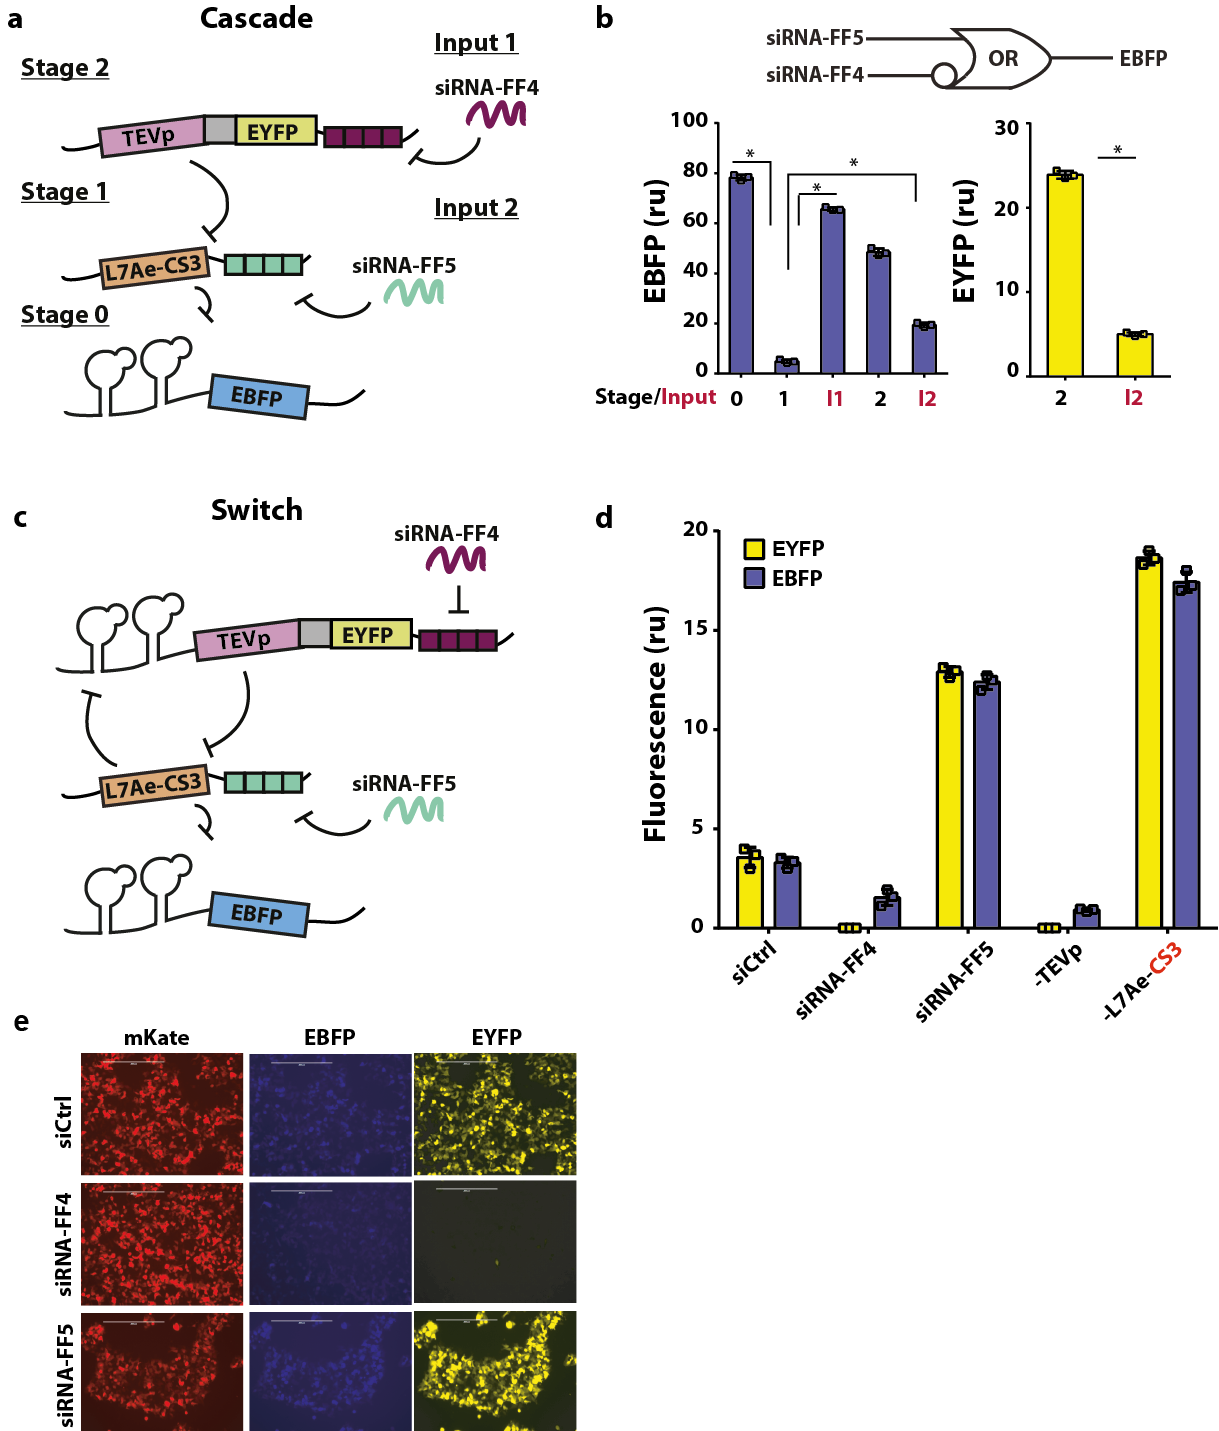 a
Cascade
Stage 2
Input 1
siRNA-FF4
TEVp
EYFP
Stage 1
Input 2
L7Ae-CS3
siRNA-FF5
Stage 0
EBFP
b
siRNA-FF5
siRNA-FF4
OR
EBFP
EBFP (ru)
100
80
60
40
20
0
*
*
*
Stage/Input
0
1
I1
2
I2
EYFP (ru)
30
20
10
0
*
2
I2
c
Switch
siRNA-FF4
TEVp
EYFP
L7Ae-CS3
siRNA-FF5
EBFP
d
Fluorescence (ru)
20
15
10
5
0
EYFP
EBFP
siCtrl
siRNA-FF4
siRNA-FF5
-TEVp
-L7Ae-CS3
e
mKate
EBFP
EYFP
siCtrl
siRNA-FF4
siRNA-FF5